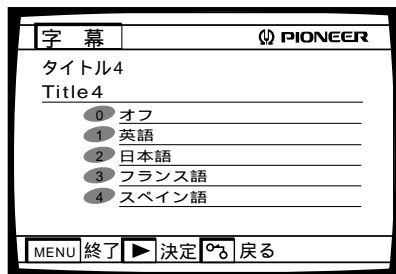 字 幕 PIONEER
タイトル4
Title4
0 オフ
1 英語
2 日本語
3 フランス語
4 スペイン語
MENU 終了 ▶ 決定 戻る